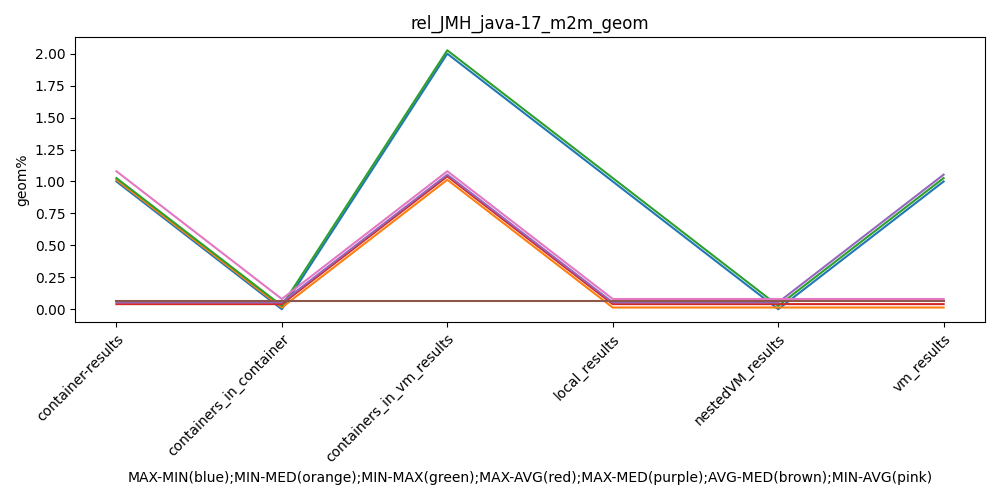 rel_JMH_java-17_m2m_geom
geom%
2.00
1.75
1.50
1.25
1.00
0.75
0.50
0.25
0.00
container-results
containers_in_container
containers_in_vm_results
local_results
nestedVM_results
vm_results
MAX-MIN(blue);MIN-MED(orange);MIN-MAX(green);MAX-AVG(red);MAX-MED(purple);AVG-MED(brown);MIN-AVG(pink)